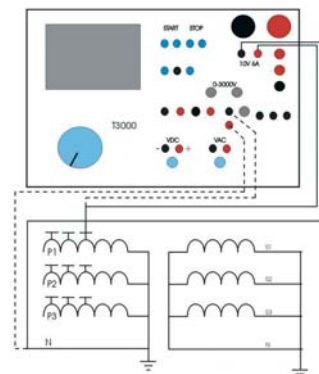 START STOP
10V 6A
0-3000V
T3000
VDC VAC
- +
P1
P2
P3
N
N